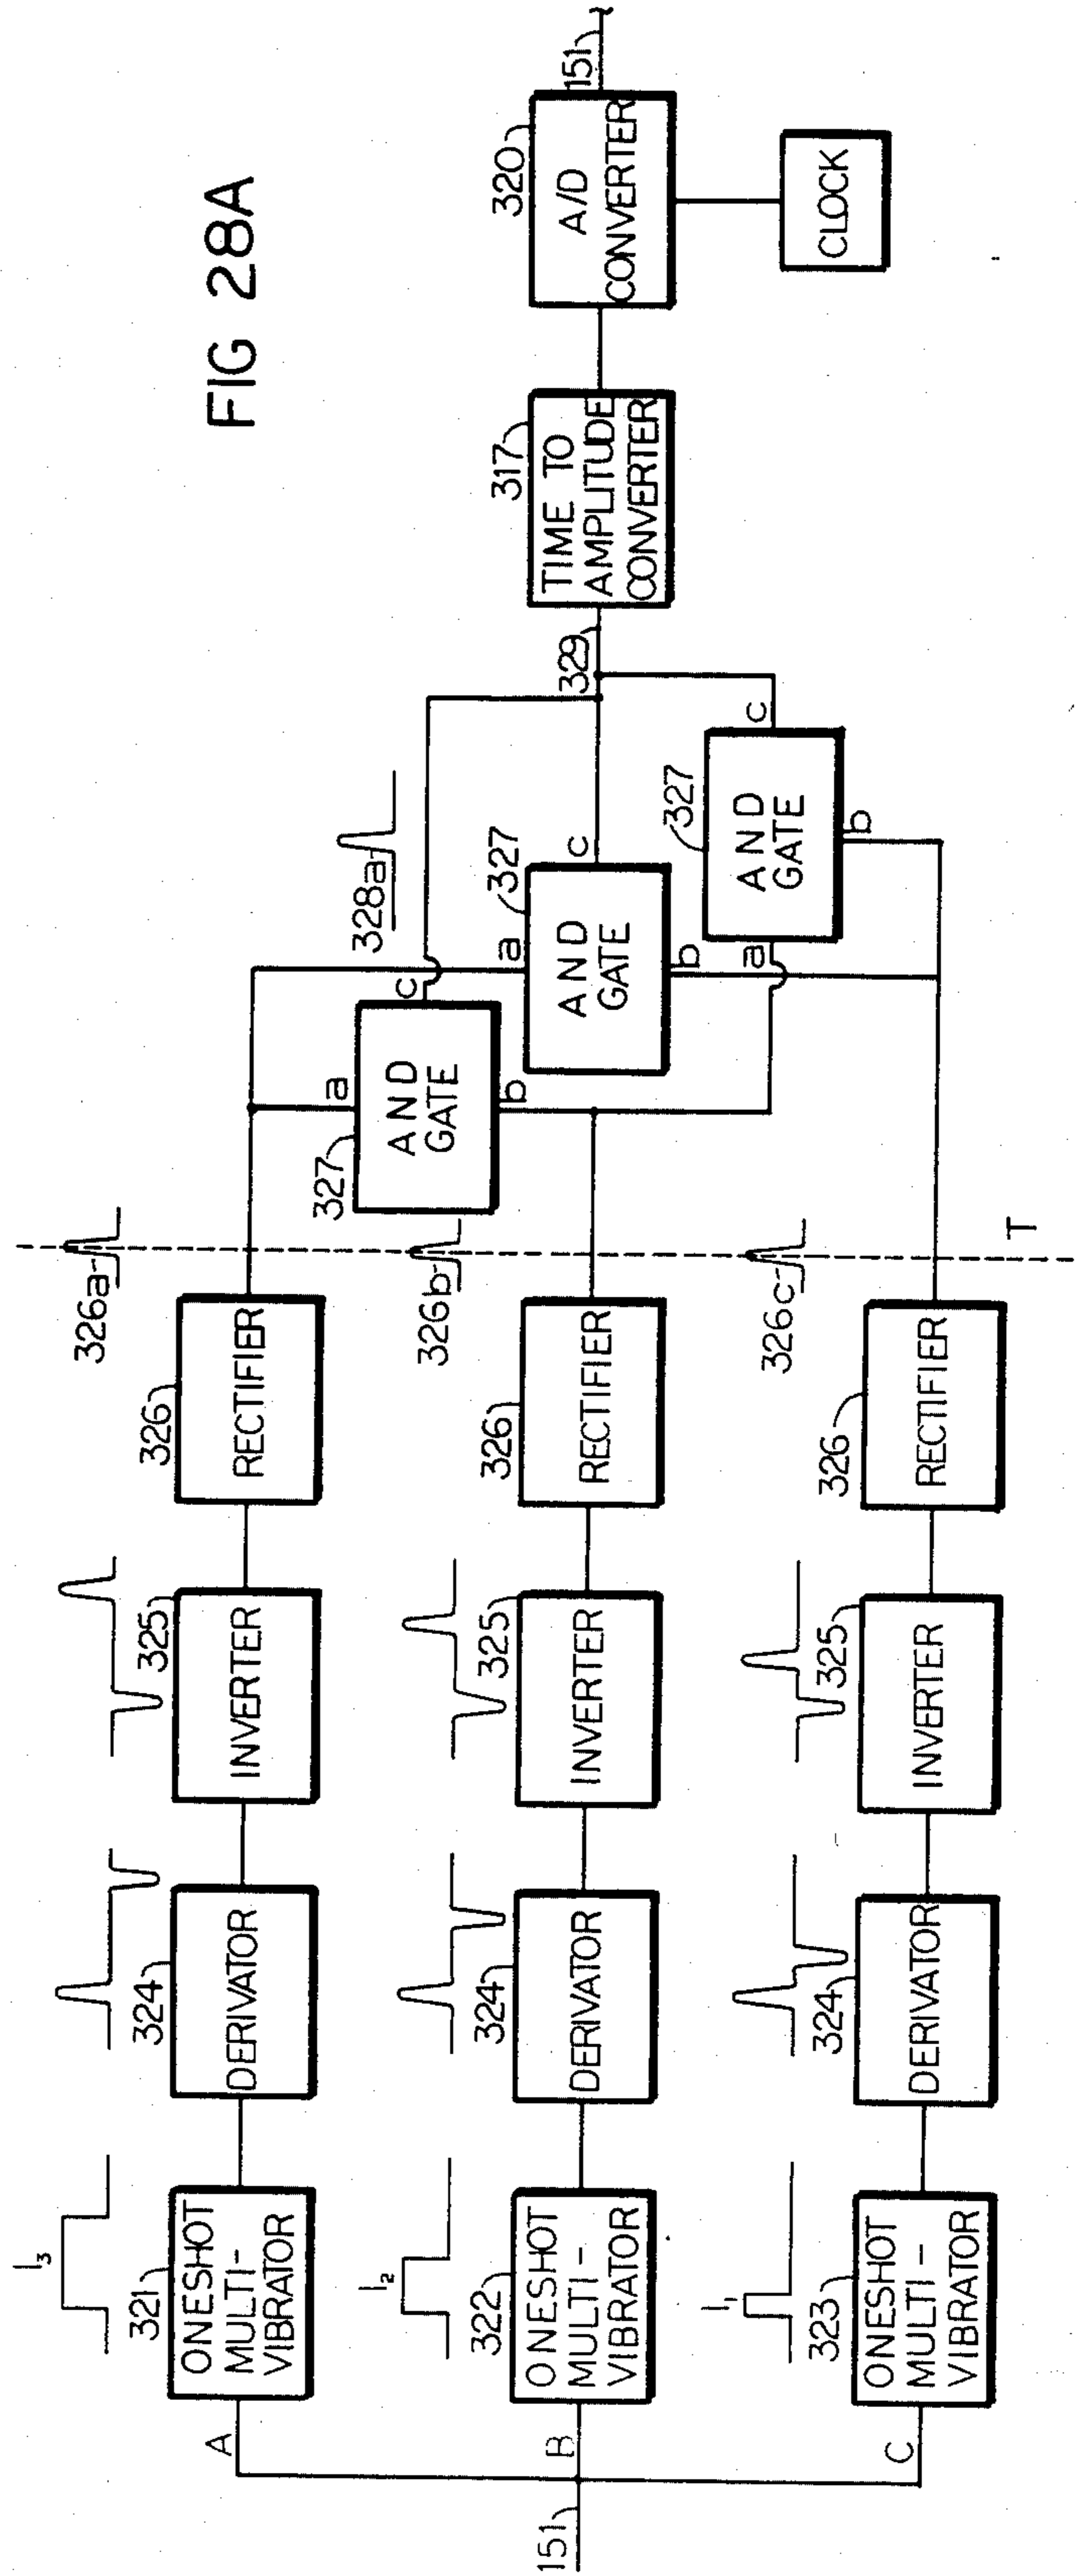 FIG 28A
151
A
B
C
I₃
321
ONESHOT
MULTI-
VIBRATOR
324
DERIVATOR
325
INVERTER
326
RECTIFIER
326a
I₂
322
ONESHOT
MULTI-
VIBRATOR
324
DERIVATOR
325
INVERTER
326
RECTIFIER
326b
I₁
323
ONESHOT
MULTI-
VIBRATOR
324
DERIVATOR
325
INVERTER
326
RECTIFIER
326c
T
327
AND
GATE
a
b
c
328a
327
AND
GATE
a
b
c
327
AND
GATE
a
b
c
329
317
TIME TO
AMPLITUDE
CONVERTER
320
A/D
CONVERTER
151
CLOCK